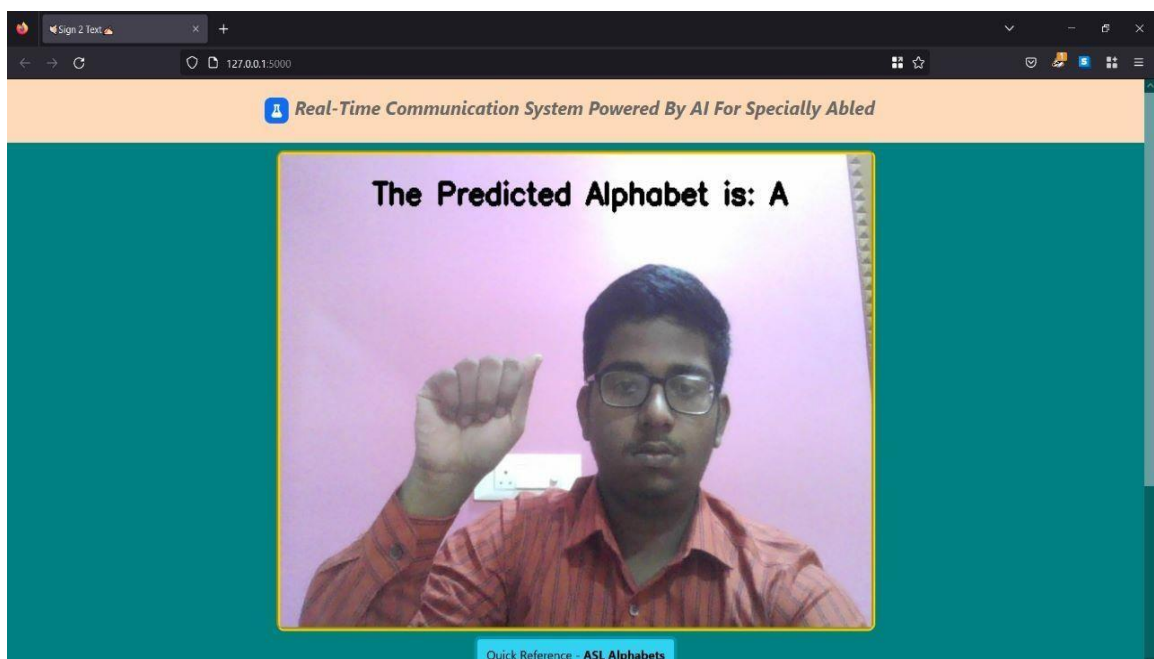 Sign 2 Text
127.0.0.1:5000
Real-Time Communication System Powered By AI For Specially Abled
The Predicted Alphabet is: A
Quick Reference - ASL Alphabets